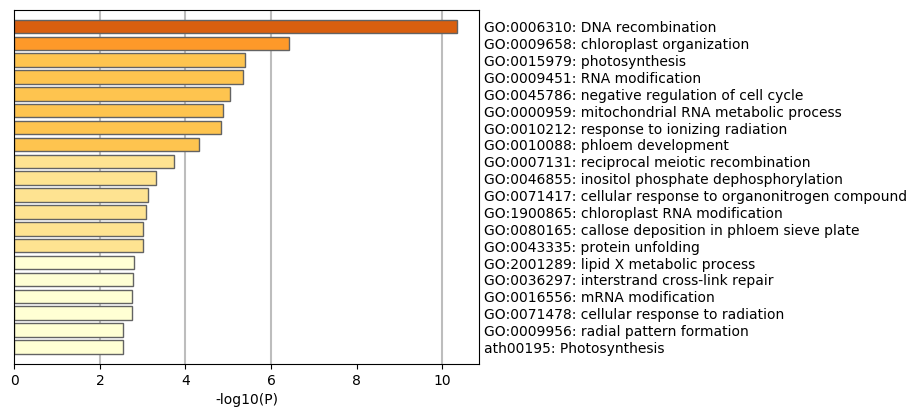 GO:0006310: DNA recombination
GO:0009658: chloroplast organization
GO:0015979: photosynthesis
GO:0009451: RNA modification
GO:0045786: negative regulation of cell cycle
GO:0000959: mitochondrial RNA metabolic process
GO:0010212: response to ionizing radiation
GO:0010088: phloem development
GO:0007131: reciprocal meiotic recombination
GO:0046855: inositol phosphate dephosphorylation
GO:0071417: cellular response to organonitrogen compound
GO:1900865: chloroplast RNA modification
GO:0080165: callose deposition in phloem sieve plate
GO:0043335: protein unfolding
GO:2001289: lipid X metabolic process
GO:0036297: interstrand cross-link repair
GO:0016556: mRNA modification
GO:0071478: cellular response to radiation
GO:0009956: radial pattern formation
ath00195: Photosynthesis
0 2 4 6 8 10
-log10(P)